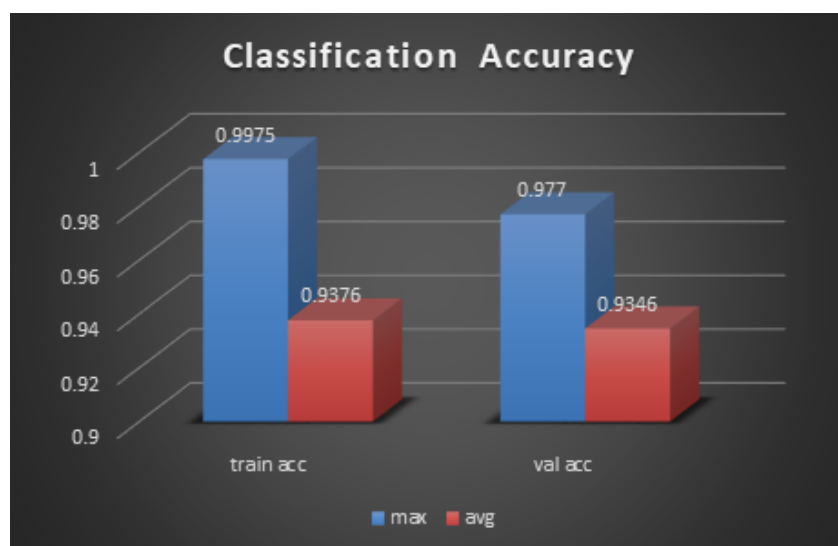 Classification Accuracy
0.9975
1
0.977
0.98
0.96
0.9376
0.9346
0.94
0.92
0.9
train acc
val acc
max
avg